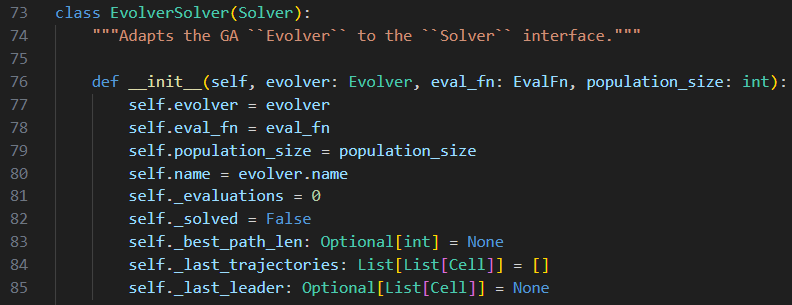 73 class EvolverSolver(Solver):
74     """Adapts the GA ``Evolver`` to the ``Solver`` interface."""
75
76     def __init__(self, evolver: Evolver, eval_fn: EvalFn, population_size: int):
77         self.evolver = evolver
78         self.eval_fn = eval_fn
79         self.population_size = population_size
80         self.name = evolver.name
81         self._evaluations = 0
82         self._solved = False
83         self._best_path_len: Optional[int] = None
84         self._last_trajectories: List[List[Cell]] = []
85         self._last_leader: Optional[List[Cell]] = None